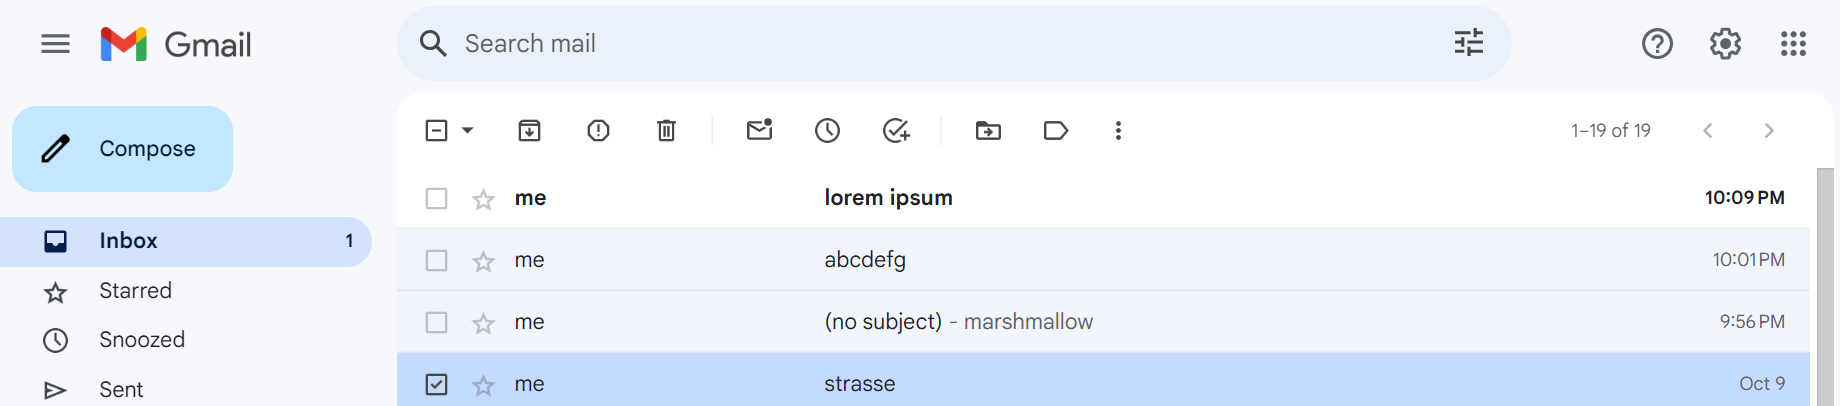 Gmail
Search mail
Compose
1–19 of 19
Inbox 1
Starred
Snoozed
Sent
me lorem ipsum 10:09 PM
me abcdefg 10:01 PM
me (no subject) - marshmallow 9:56 PM
me strasse Oct 9